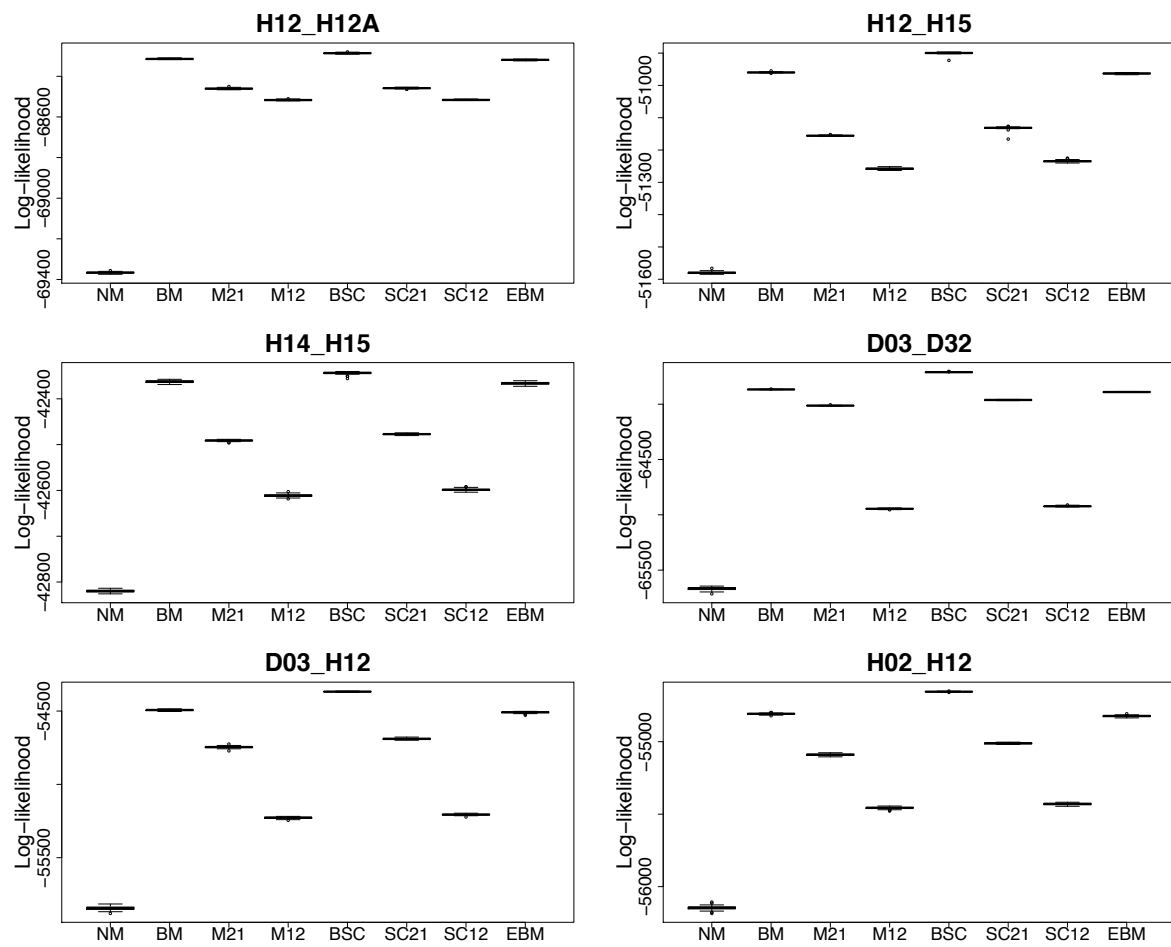 H12_H12A
Log−likelihood
−68600
−69000
−69400
NM BM M21 M12 BSC SC21 SC12 EBM
H12_H15
Log−likelihood
−51000
−51300
−51600
NM BM M21 M12 BSC SC21 SC12 EBM
H14_H15
Log−likelihood
−42400
−42600
−42800
NM BM M21 M12 BSC SC21 SC12 EBM
D03_D32
Log−likelihood
−64500
−65500
NM BM M21 M12 BSC SC21 SC12 EBM
D03_H12
Log−likelihood
−54500
−55500
NM BM M21 M12 BSC SC21 SC12 EBM
H02_H12
Log−likelihood
−55000
−56000
NM BM M21 M12 BSC SC21 SC12 EBM